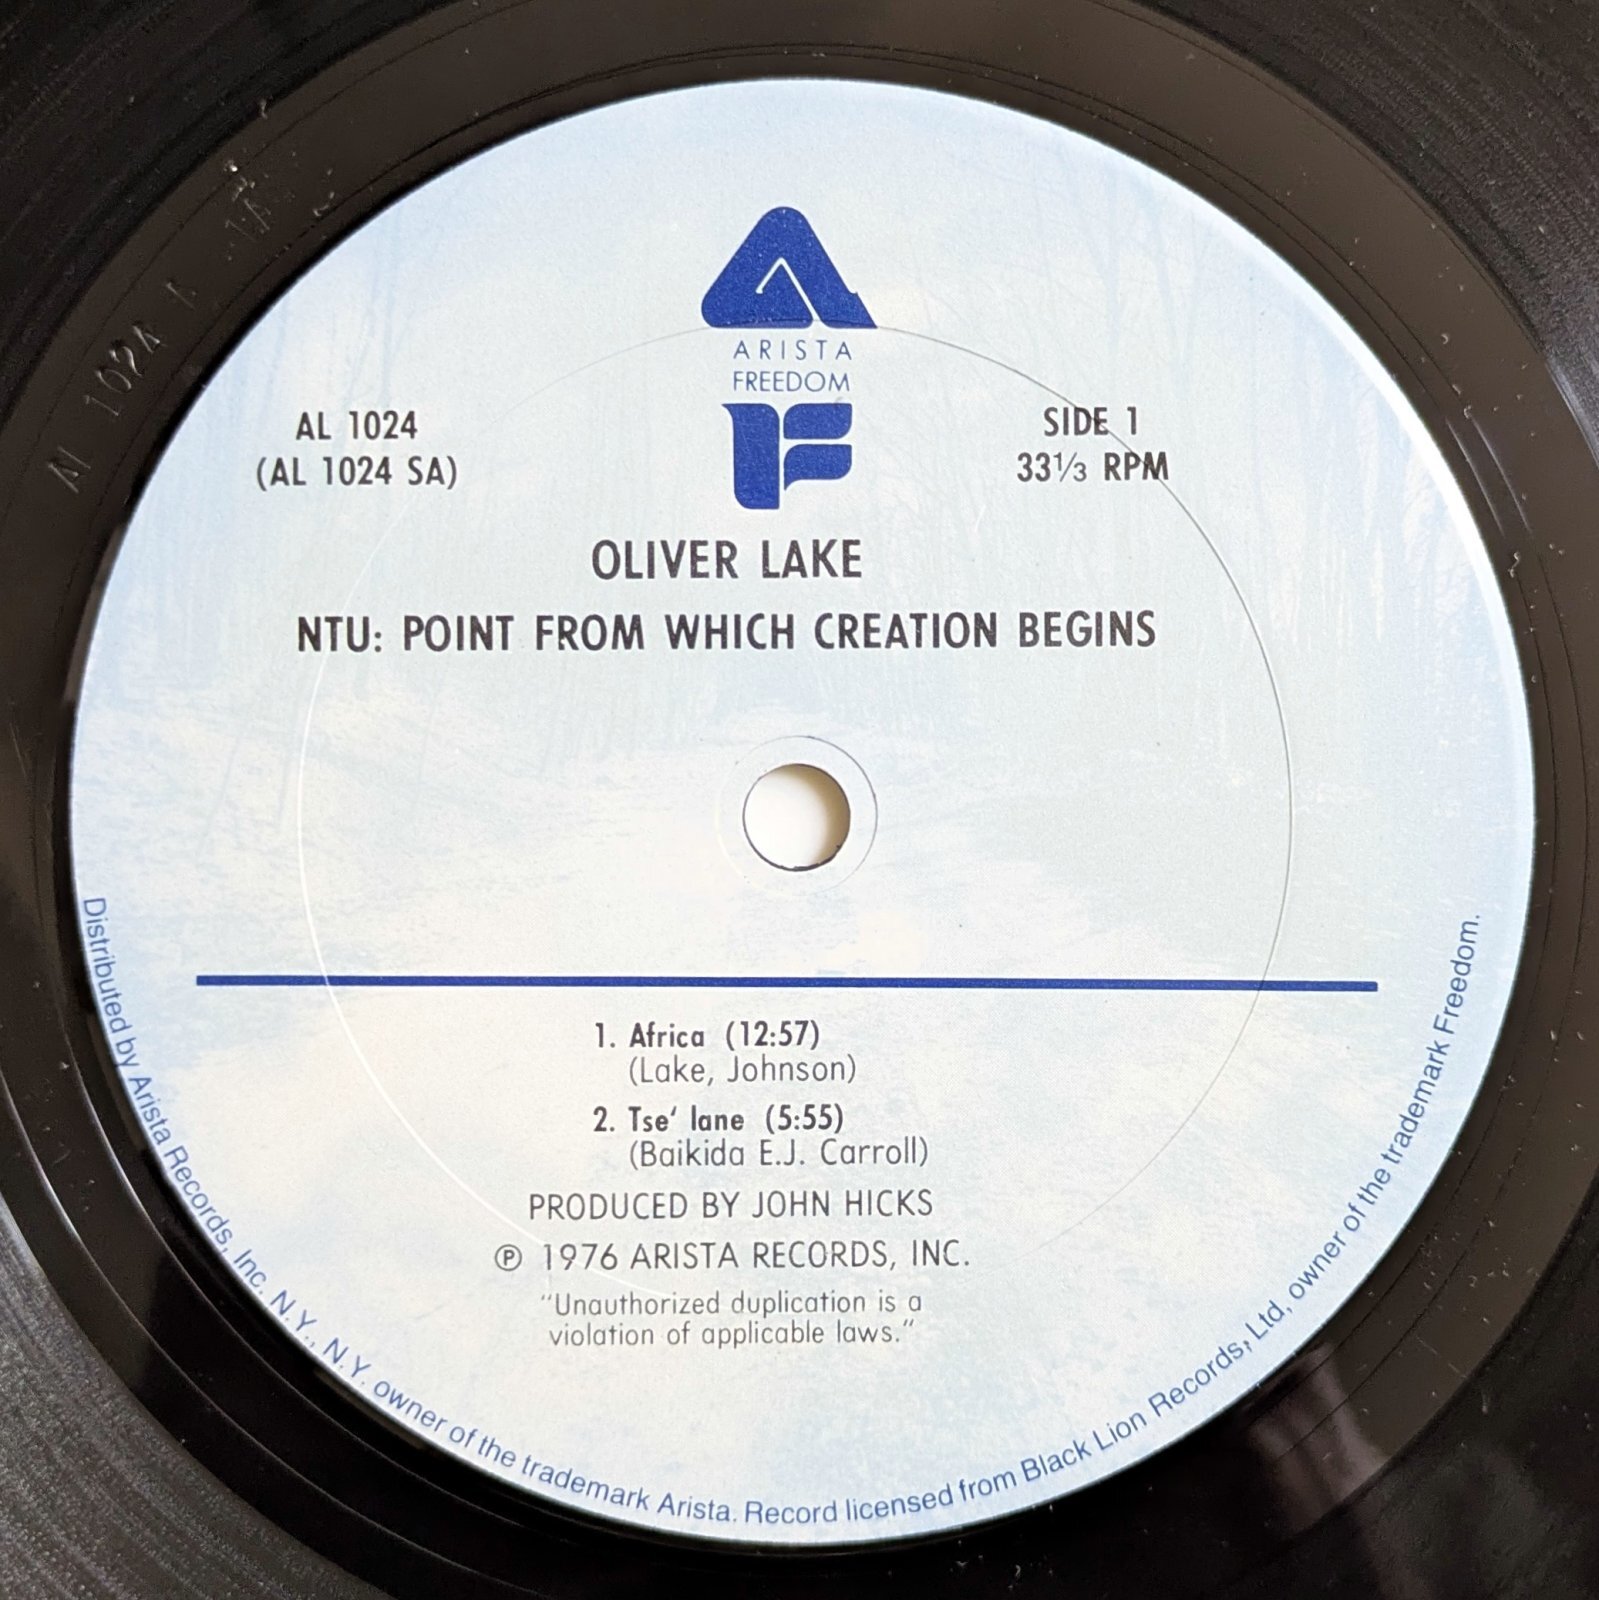 ARISTA
FREEDOM
AL 1024
(AL 1024 SA)
SIDE 1
33⅓ RPM
OLIVER LAKE
NTU: POINT FROM WHICH CREATION BEGINS
1. Africa (12:57)
(Lake, Johnson)
2. Tse' lane (5:55)
(Baikida E.J. Carroll)
PRODUCED BY JOHN HICKS
℗ 1976 ARISTA RECORDS, INC.
"Unauthorized duplication is a
violation of applicable laws."
Distributed by Arista Records, Inc. N.Y., N.Y. owner of the trademark Arista. Record licensed from Black Lion Records, Ltd, owner of the trademark Freedom.